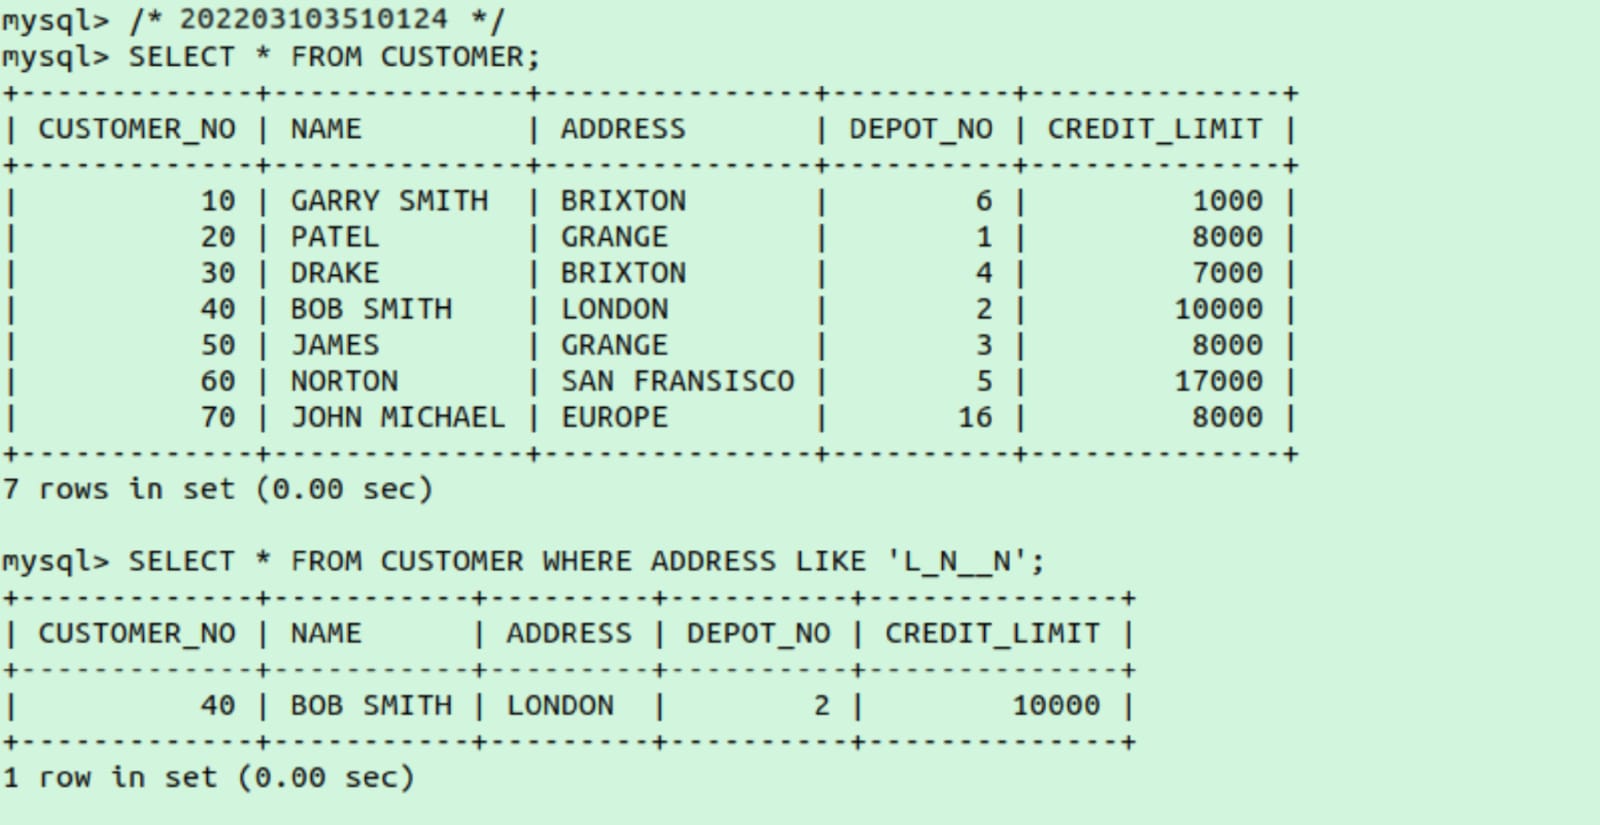 mysql> /* 202203103510124 */
mysql> SELECT * FROM CUSTOMER;
+-------------+--------------+---------------+----------+--------------+
| CUSTOMER_NO | NAME         | ADDRESS       | DEPOT_NO | CREDIT_LIMIT |
+-------------+--------------+---------------+----------+--------------+
|          10 | GARRY SMITH  | BRIXTON       |        6 |         1000 |
|          20 | PATEL        | GRANGE        |        1 |         8000 |
|          30 | DRAKE        | BRIXTON       |        4 |         7000 |
|          40 | BOB SMITH    | LONDON        |        2 |        10000 |
|          50 | JAMES        | GRANGE        |        3 |         8000 |
|          60 | NORTON       | SAN FRANSISCO |        5 |        17000 |
|          70 | JOHN MICHAEL | EUROPE        |       16 |         8000 |
+-------------+--------------+---------------+----------+--------------+
7 rows in set (0.00 sec)

mysql> SELECT * FROM CUSTOMER WHERE ADDRESS LIKE 'L_N__N';
+-------------+-----------+---------+----------+--------------+
| CUSTOMER_NO | NAME      | ADDRESS | DEPOT_NO | CREDIT_LIMIT |
+-------------+-----------+---------+----------+--------------+
|          40 | BOB SMITH | LONDON  |        2 |        10000 |
+-------------+-----------+---------+----------+--------------+
1 row in set (0.00 sec)